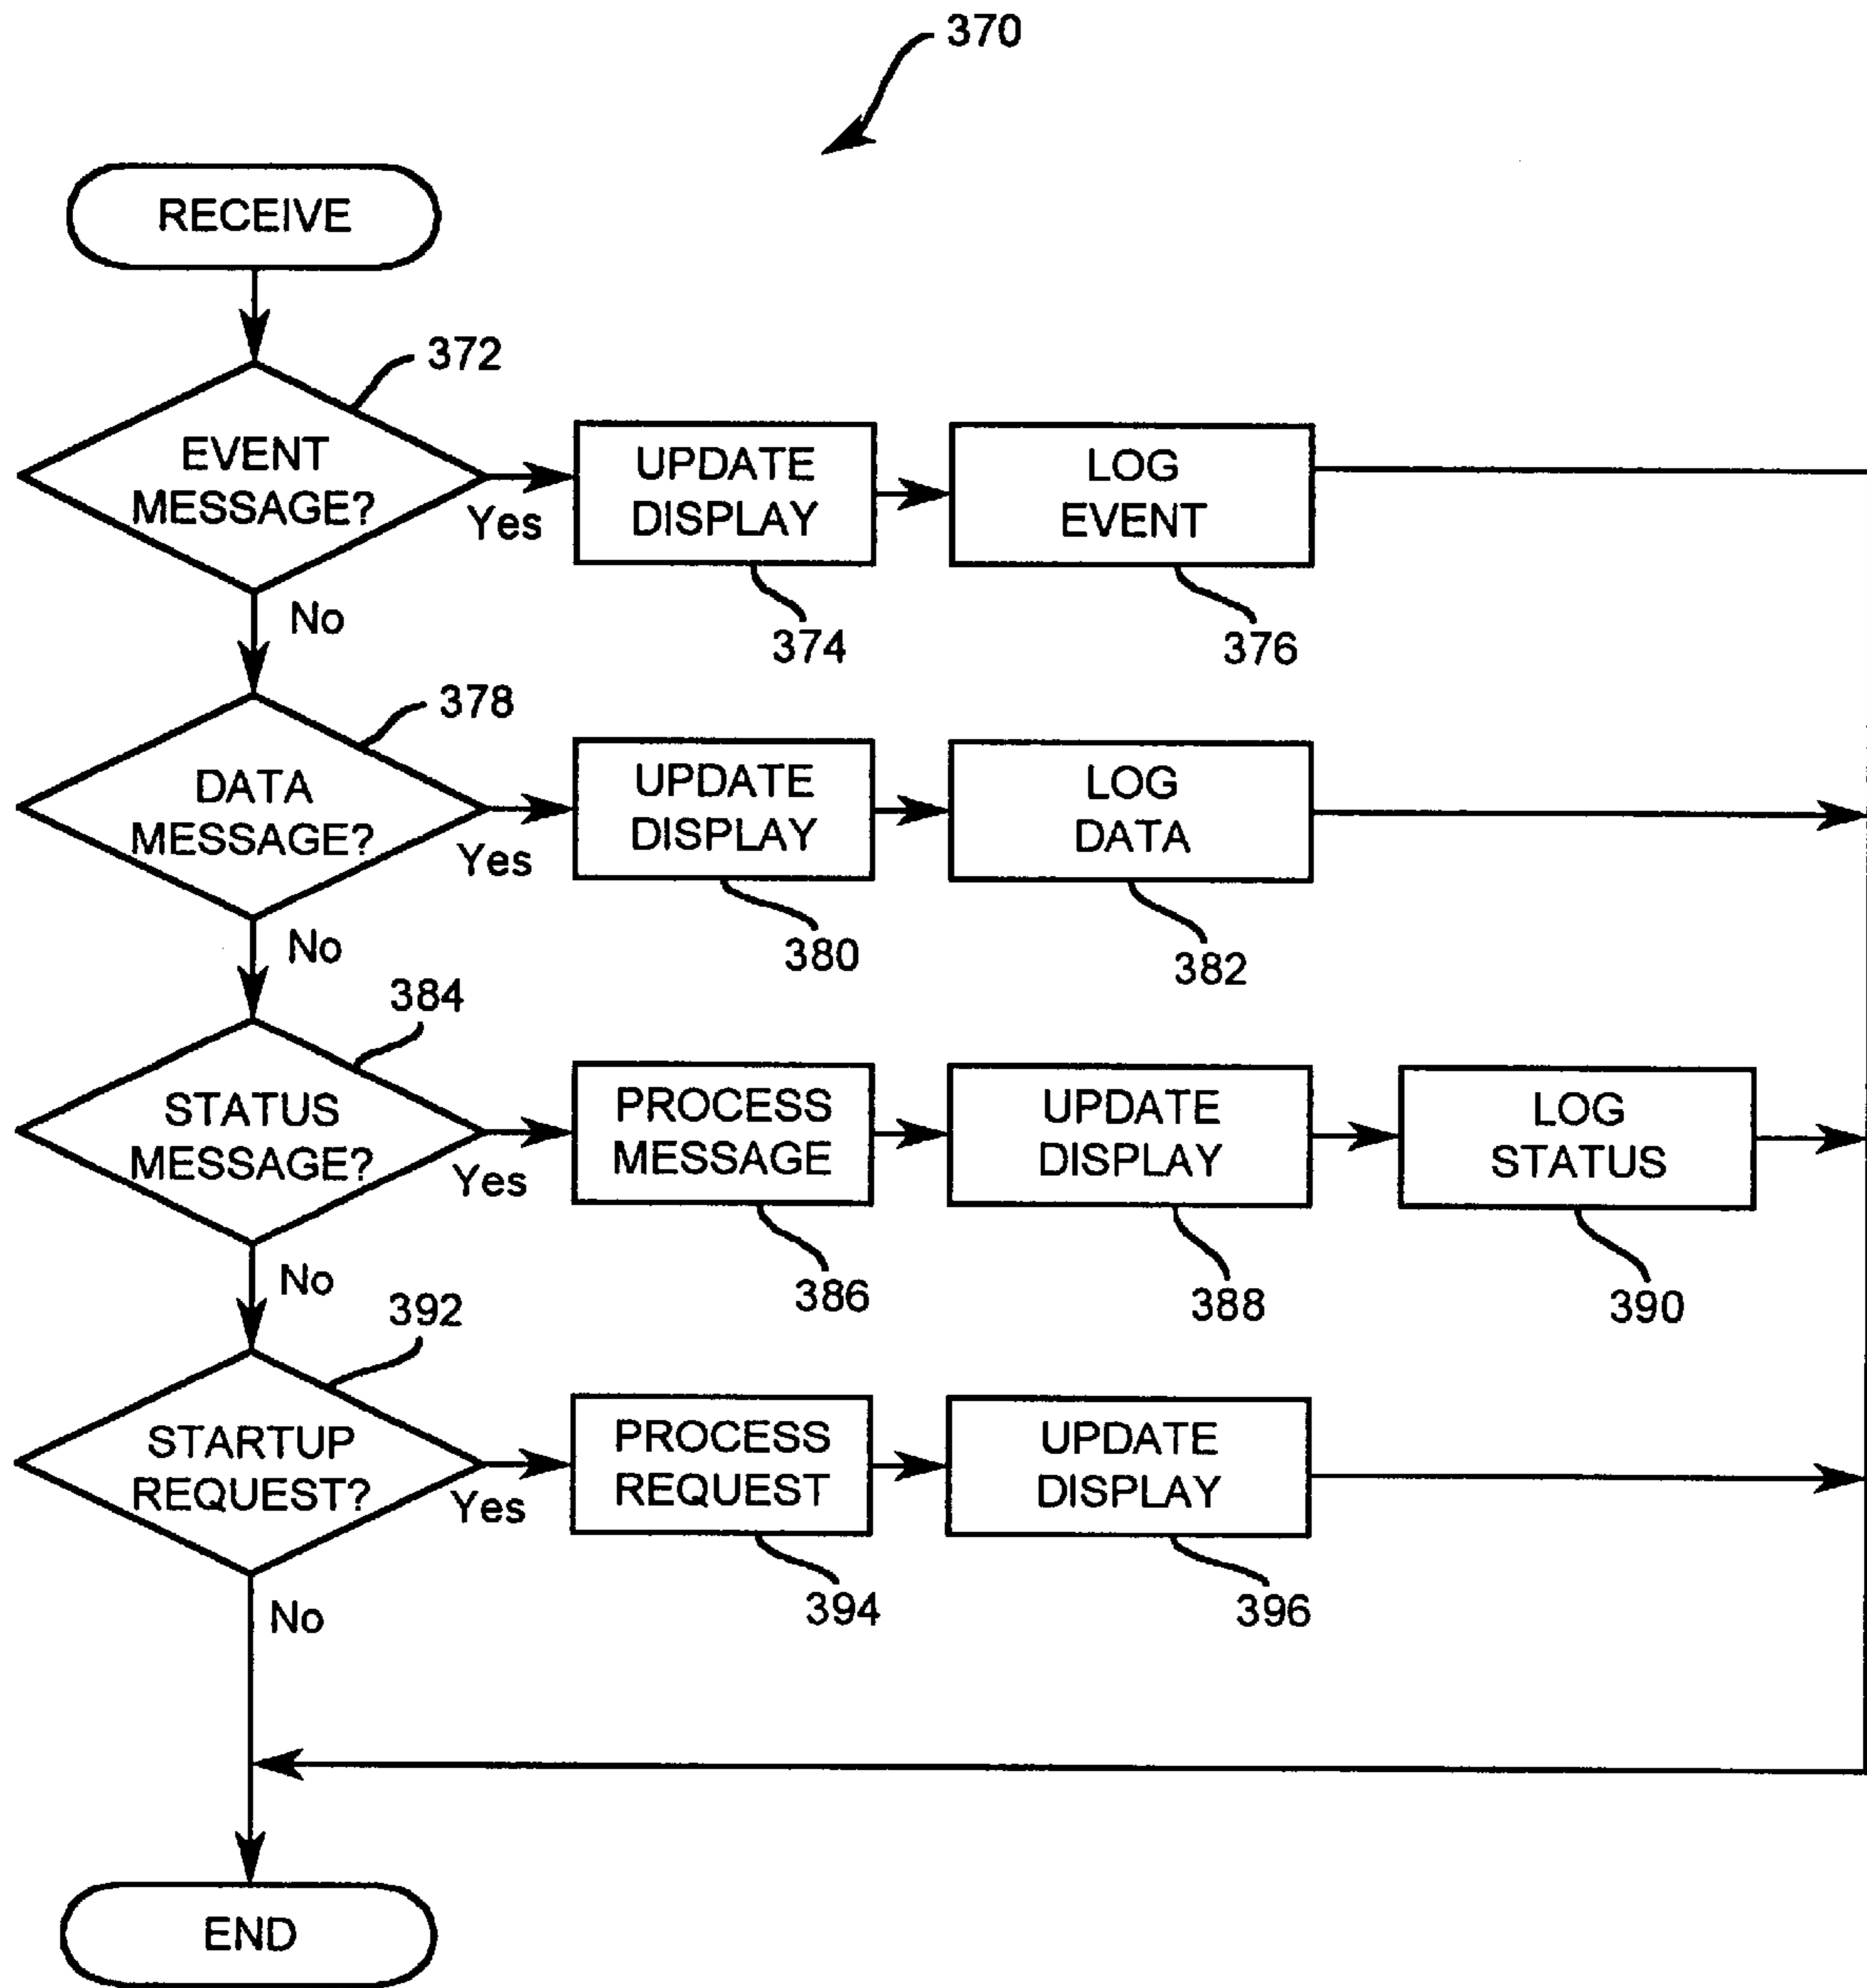 370
RECEIVE
372
EVENT
MESSAGE?
Yes
UPDATE
DISPLAY
LOG
EVENT
No
374
376
378
DATA
MESSAGE?
Yes
UPDATE
DISPLAY
LOG
DATA
No
380
382
384
STATUS
MESSAGE?
Yes
PROCESS
MESSAGE
UPDATE
DISPLAY
LOG
STATUS
No
386
388
390
392
STARTUP
REQUEST?
Yes
PROCESS
REQUEST
UPDATE
DISPLAY
No
394
396
END